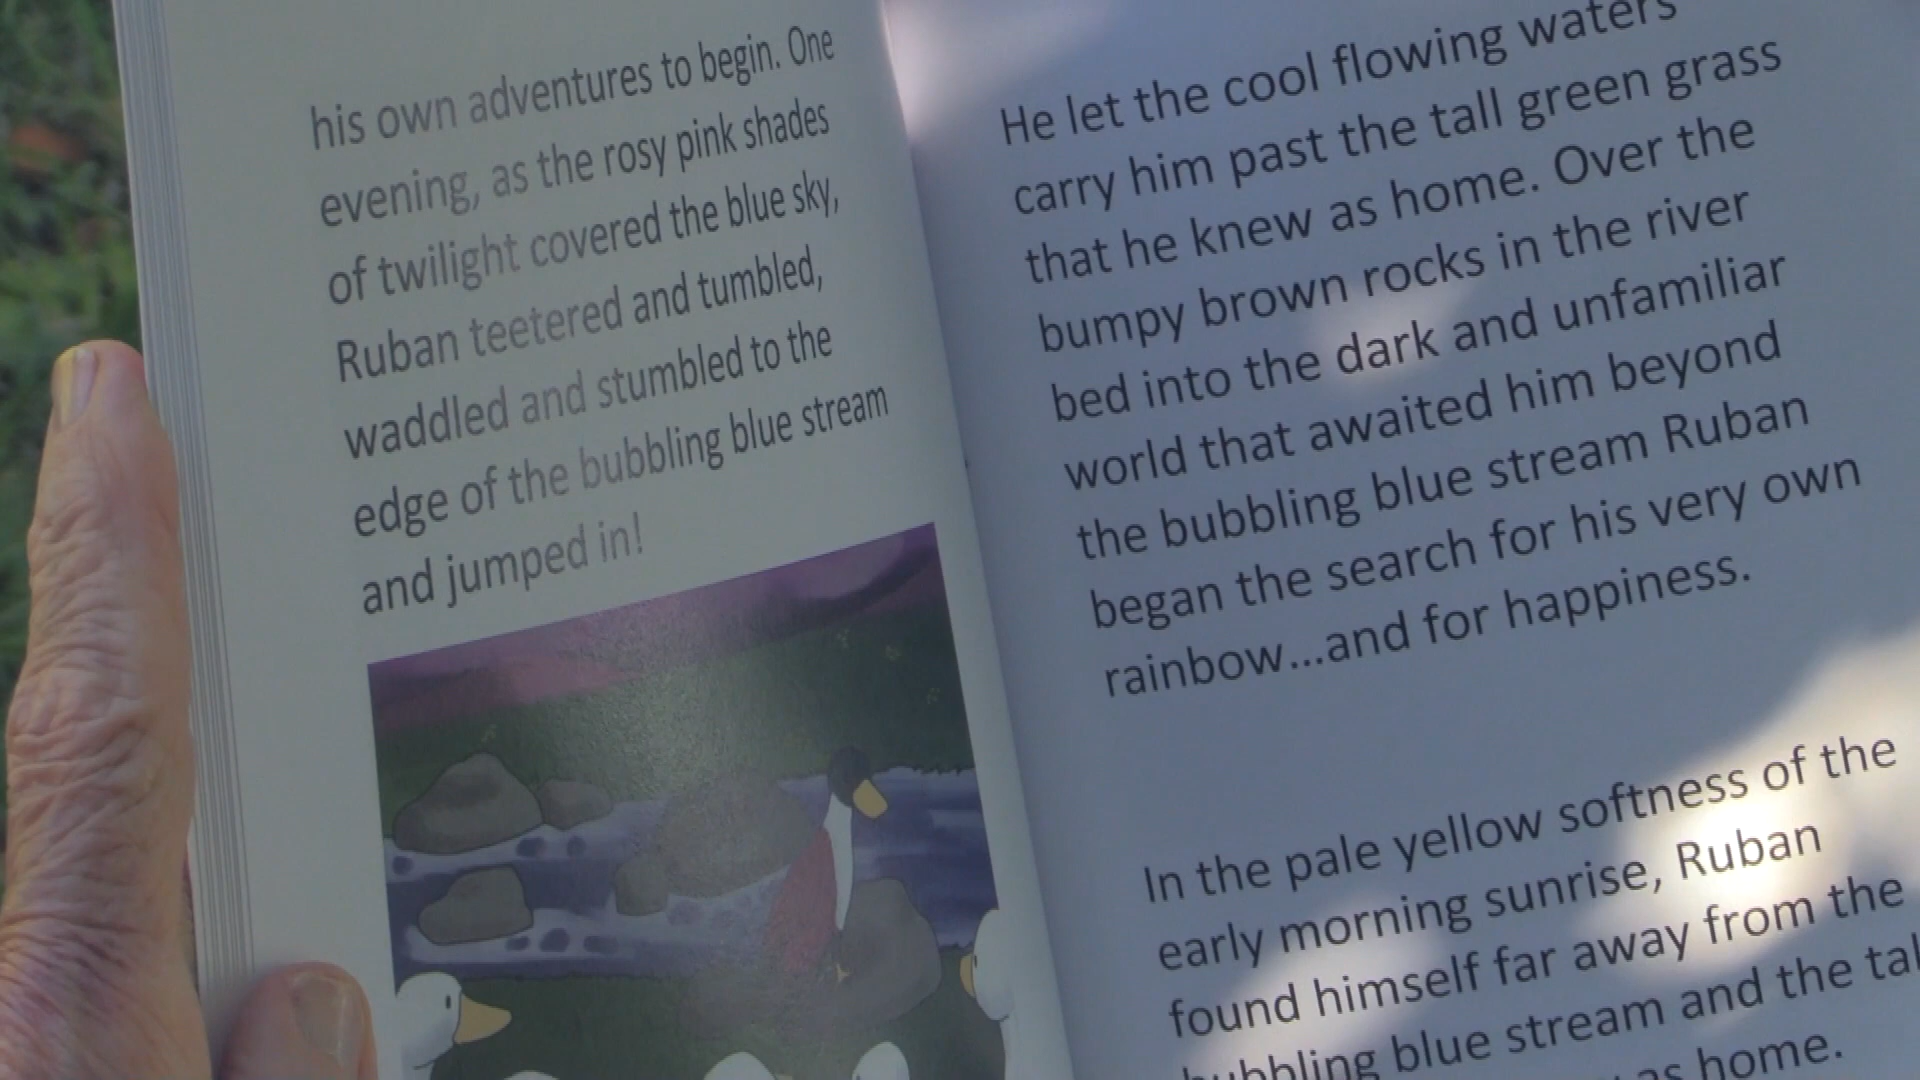 his own adventures to begin. One
evening, as the rosy pink shades
of twilight covered the blue sky,
Ruban teetered and tumbled,
waddled and stumbled to the
edge of the bubbling blue stream
and jumped in!
He let the cool flowing waters
carry him past the tall green grass
that he knew as home. Over the
bumpy brown rocks in the river
bed into the dark and unfamiliar
world that awaited him beyond
the bubbling blue stream Ruban
began the search for his very own
rainbow...and for happiness.
In the pale yellow softness of the
early morning sunrise, Ruban
found himself far away from the
bubbling blue stream and the tal
as home.